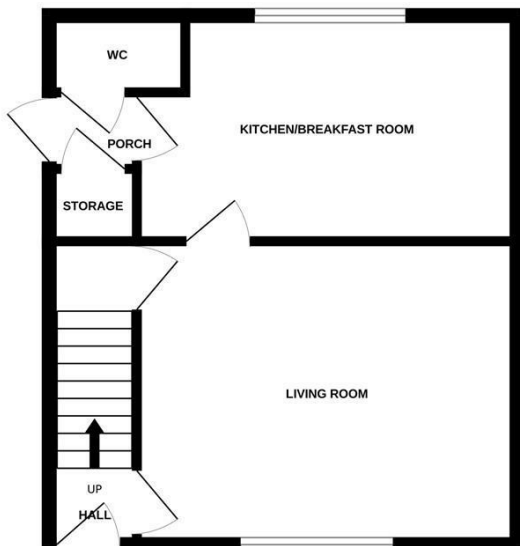 WC
PORCH
KITCHEN/BREAKFAST ROOM
STORAGE
LIVING ROOM
UP
HALL